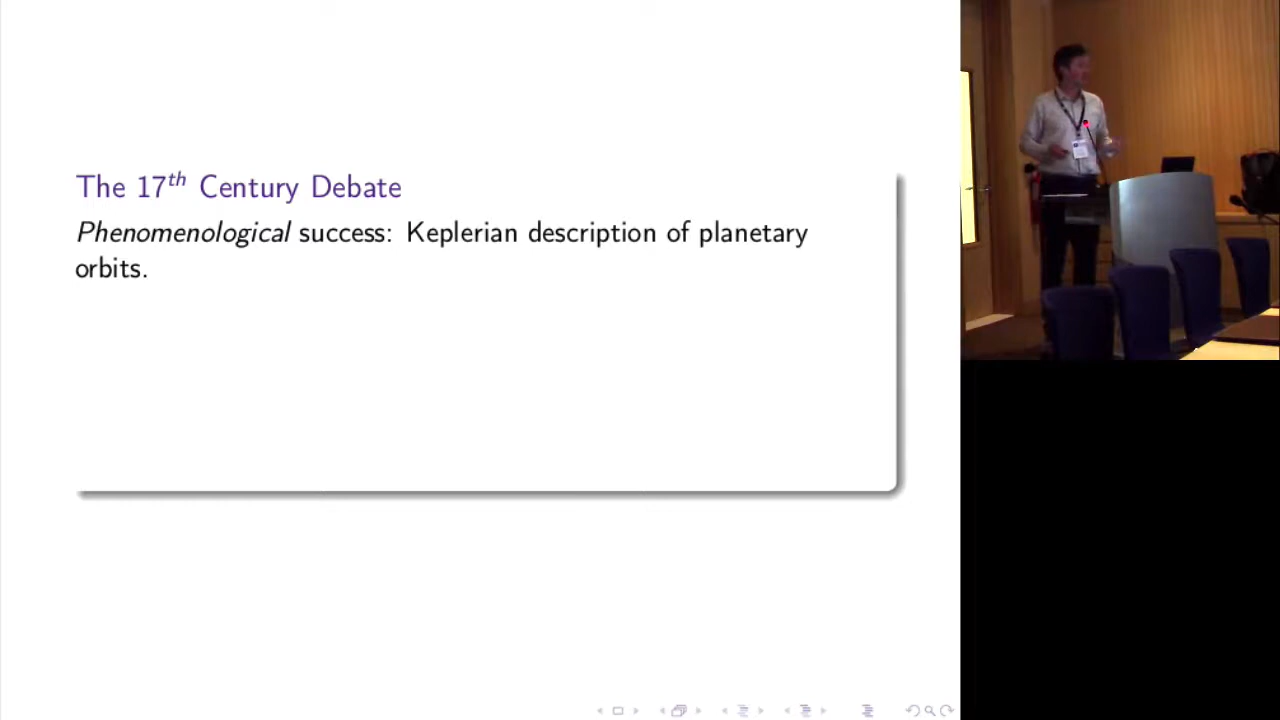 The 17th Century Debate
Phenomenological success: Keplerian description of planetary
orbits.